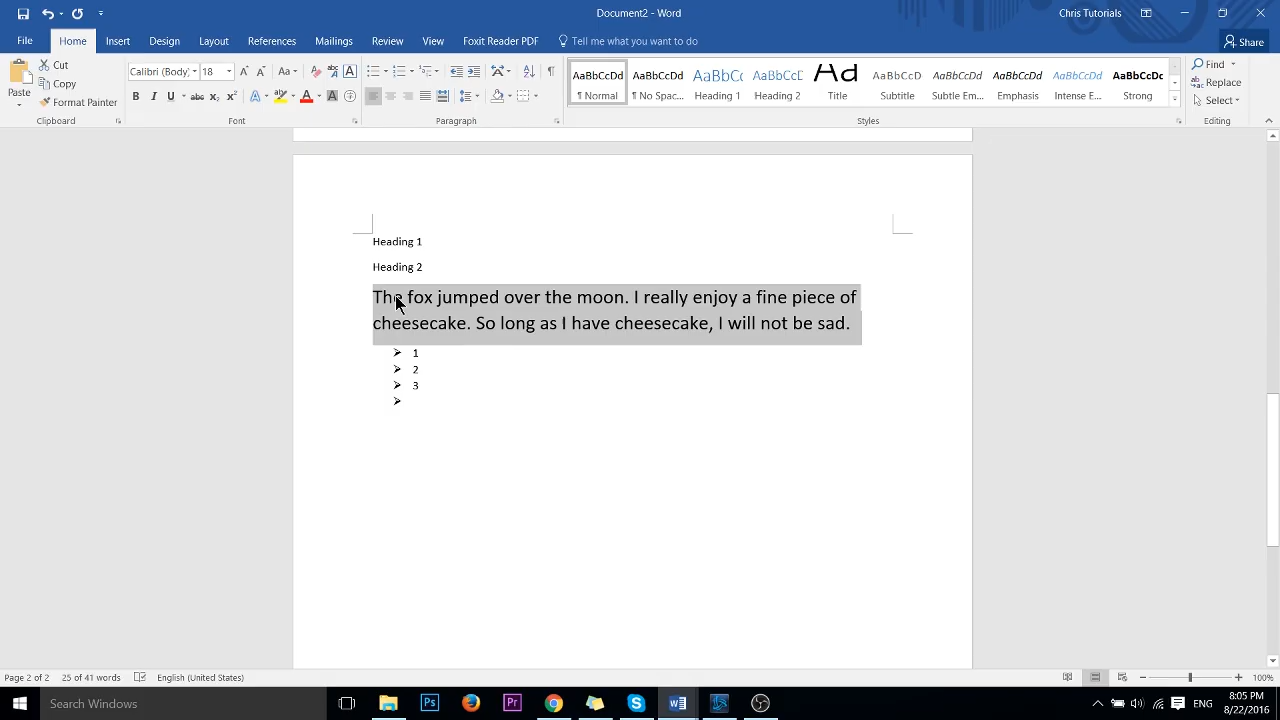 Document2 - Word
Chris Tutorials
File Home Insert Design Layout References Mailings Review View Foxit Reader PDF Tell me what you want to do Share
Paste
Cut
Copy
Format Painter
Clipboard
Calibri (Body) 18
Font
Paragraph
AaBbCcDd AaBbCcDd AaBbCc AaBbCcE Aa AaBbCcD AaBbCcDd AaBbCcDd AaBbCcDd AaBbCcDc
¶ Normal ¶ No Spac... Heading 1 Heading 2 Title Subtitle Subtle Em... Emphasis Intense E... Strong
Styles
Find
Replace
Select
Editing
Heading 1
Heading 2
The fox jumped over the moon. I really enjoy a fine piece of
cheesecake. So long as I have cheesecake, I will not be sad.
➢ 1
➢ 2
➢ 3
➢
Page 2 of 2 25 of 41 words English (United States) 100%
Search Windows
ENG
8:05 PM
8/22/2016